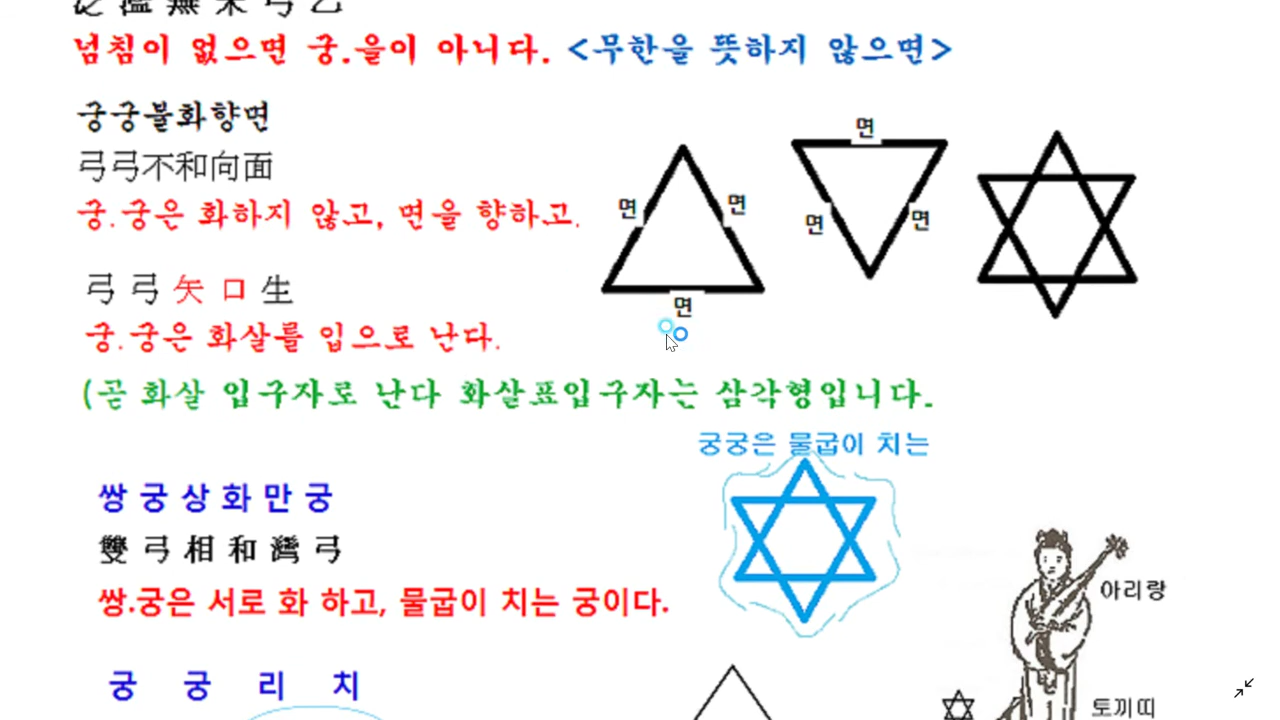 泛濫無味弓乙
넘침이 없으면 궁.을이 아니다. <무한을 뜻하지 않으면>
궁궁불화향면
弓弓不和向面
궁.궁은 화하지 않고, 면을 향하고.
면
면
면
면
면
면
弓 弓 矢 口 生
궁.궁은 화살를 입으로 난다.
(곧 화살 입구자로 난다 화살표입구자는 삼각형입니다.
궁궁은 물굽이 치는
쌍 궁 상 화 만 궁
雙 弓 相 和 灣 弓
쌍.궁은 서로 화 하고, 물굽이 치는 궁이다.
아리랑
궁 궁 리 치
토끼띠